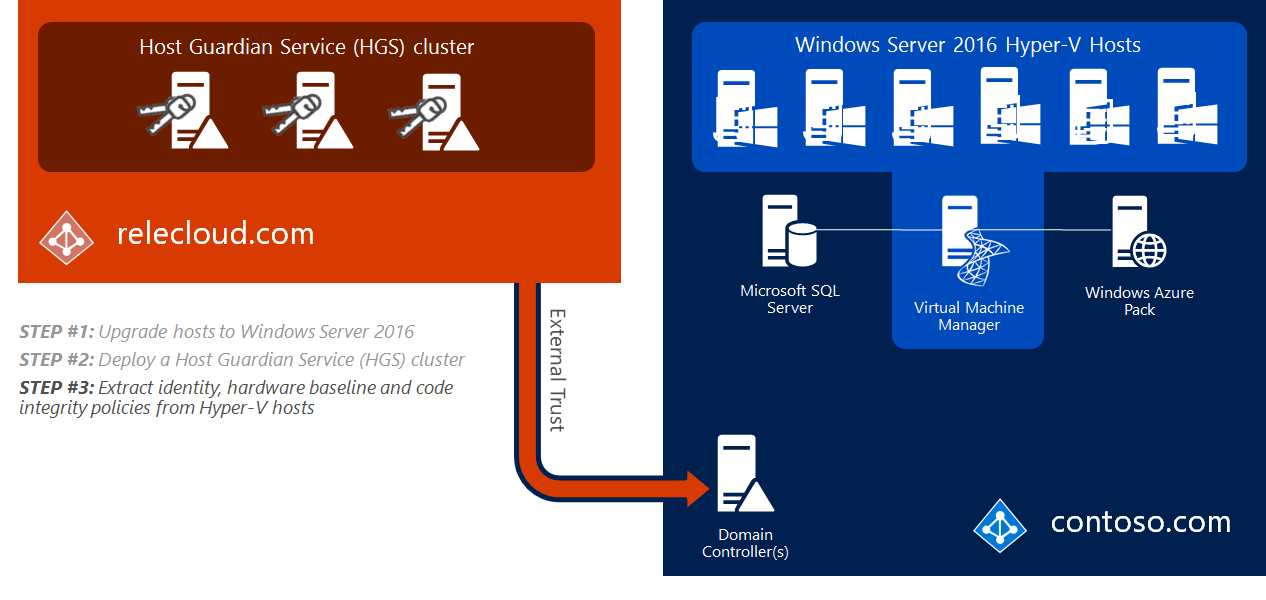 Host Guardian Service (HGS) cluster
relecloud.com
STEP #1: Upgrade hosts to Windows Server 2016
STEP #2: Deploy a Host Guardian Service (HGS) cluster
STEP #3: Extract identity, hardware baseline and code
integrity policies from Hyper-V hosts
External Trust
Windows Server 2016 Hyper-V Hosts
Microsoft SQL
Server
Virtual Machine
Manager
Windows Azure
Pack
Domain
Controller(s)
contoso.com